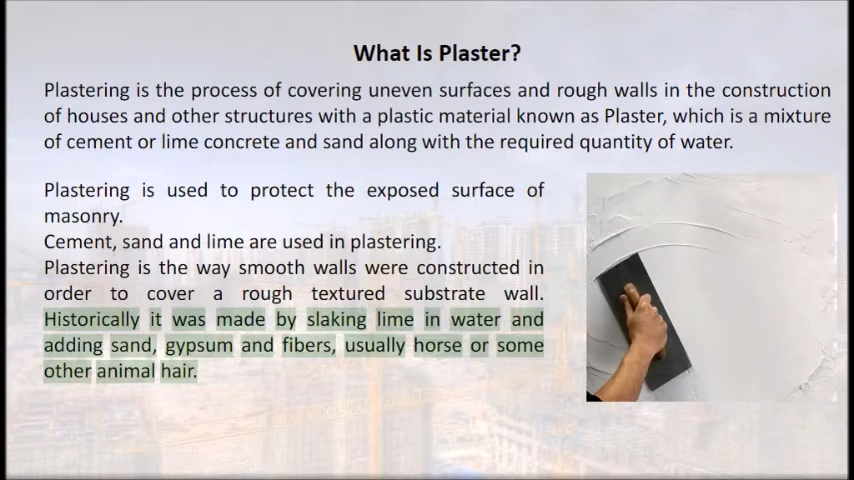 What Is Plaster?
Plastering is the process of covering uneven surfaces and rough walls in the construction
of houses and other structures with a plastic material known as Plaster, which is a mixture
of cement or lime concrete and sand along with the required quantity of water.
Plastering is used to protect the exposed surface of
masonry.
Cement, sand and lime are used in plastering.
Plastering is the way smooth walls were constructed in
order to cover a rough textured substrate wall.
Historically it was made by slaking lime in water and
adding sand, gypsum and fibers, usually horse or some
other animal hair.